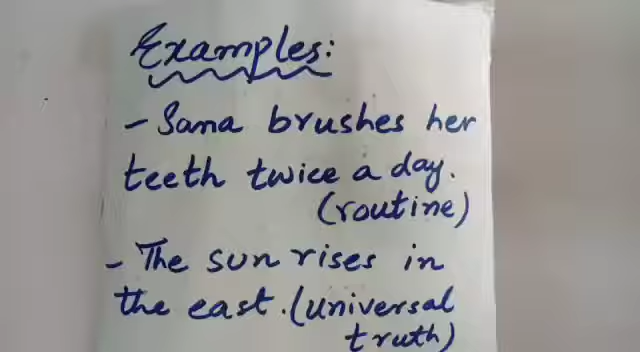 Examples:
- Sana brushes her
teeth twice a day.
(routine)
- The sun rises in
the east. (universal
truth)